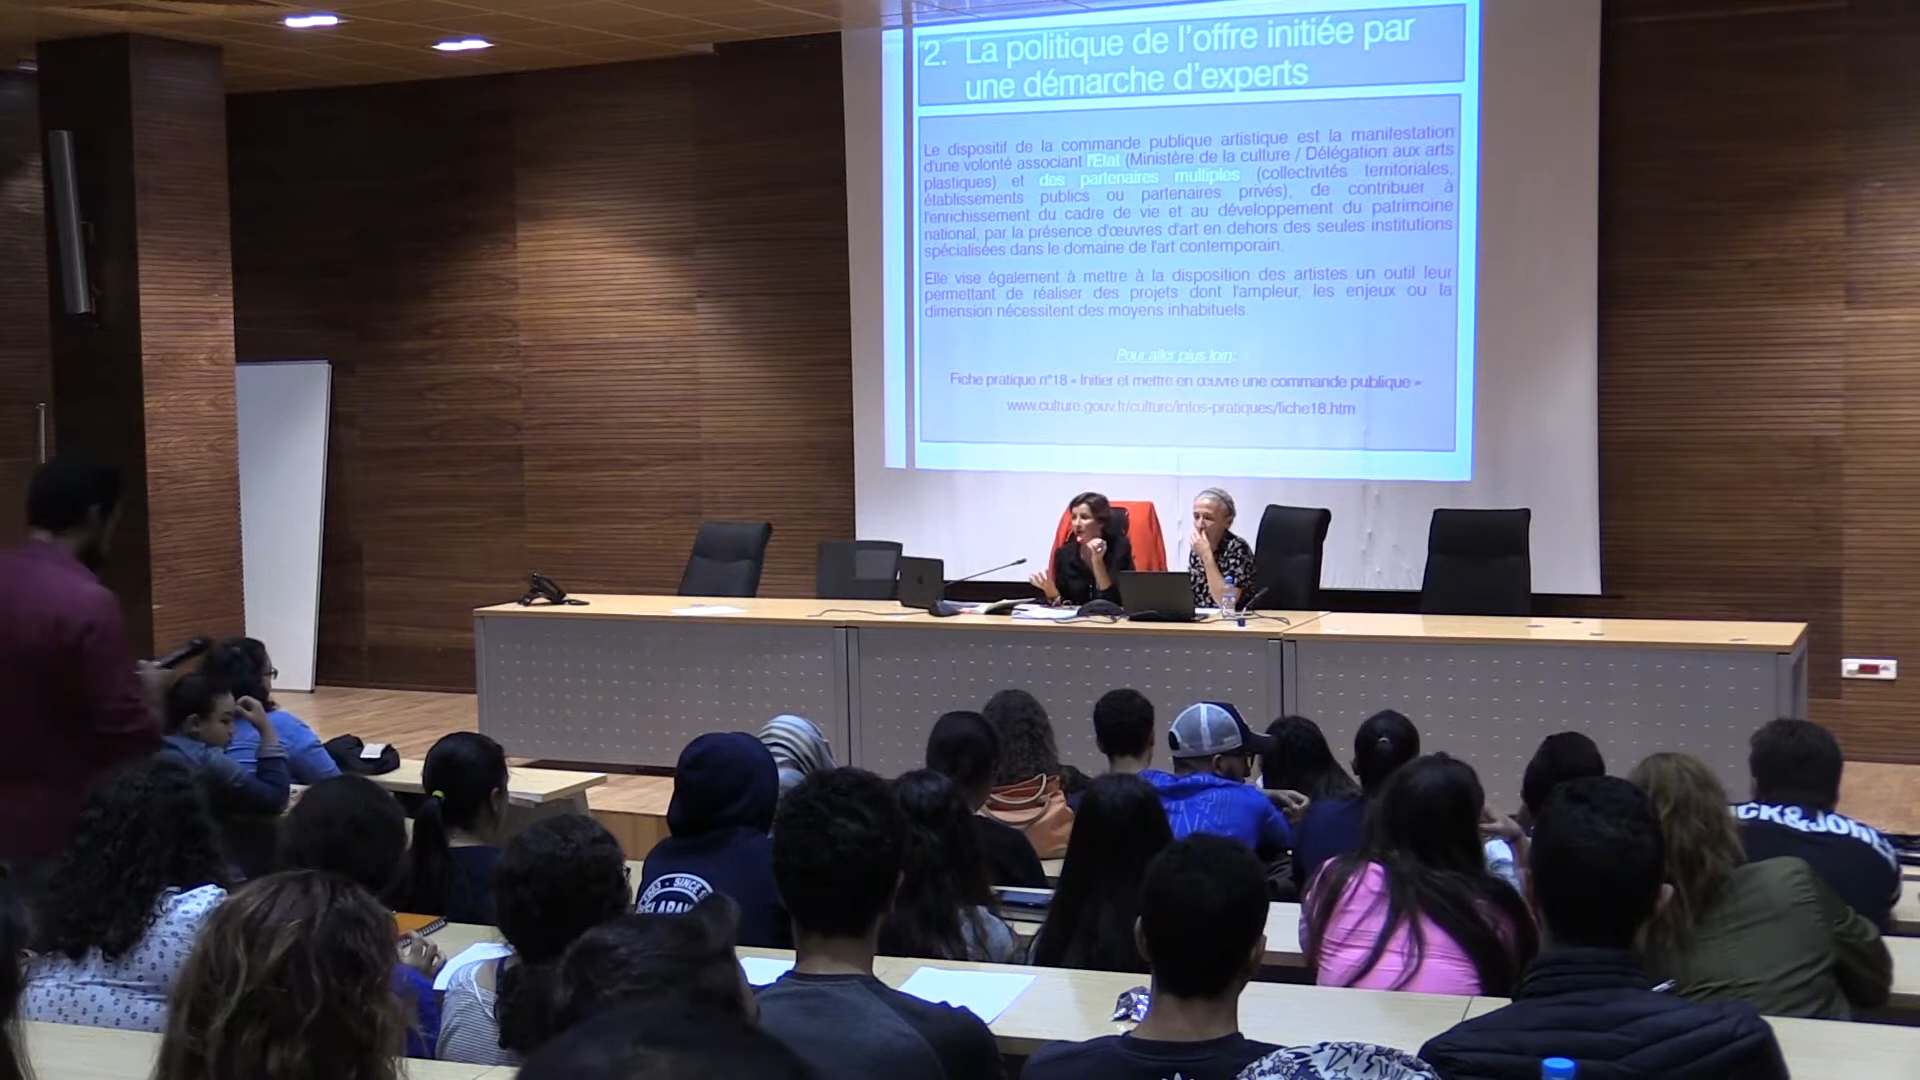 2. La politique de l'offre initiée par
une démarche d'experts
Le dispositif de la commande publique artistique est la manifestation
d'une volonté associant l'Etat (Ministère de la culture / Délégation aux arts
plastiques) et des partenaires multiples (collectivités territoriales,
établissements publics ou partenaires privés), de contribuer à
l'enrichissement du cadre de vie et au développement du patrimoine
national, par la présence d'œuvres d'art en dehors des seules institutions
spécialisées dans le domaine de l'art contemporain.
Elle vise également à mettre à la disposition des artistes un outil leur
permettant de réaliser des projets dont l'ampleur, les enjeux ou la
dimension nécessitent des moyens inhabituels.
Pour aller plus loin:
Fiche pratique n°18 « Initier et mettre en œuvre une commande publique »
www.culture.gouv.fr/culture/infos-pratiques/fiche18.htm
CK&JON
SINCE